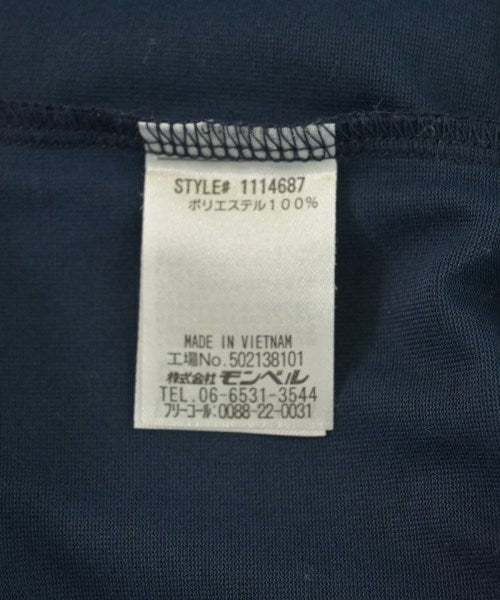 STYLE# 1114687
ポリエステル100%
MADE IN VIETNAM
工場No.502138101
株式会社 モンベル
TEL.06-6531-3544
フリーコール:0088-22-0031